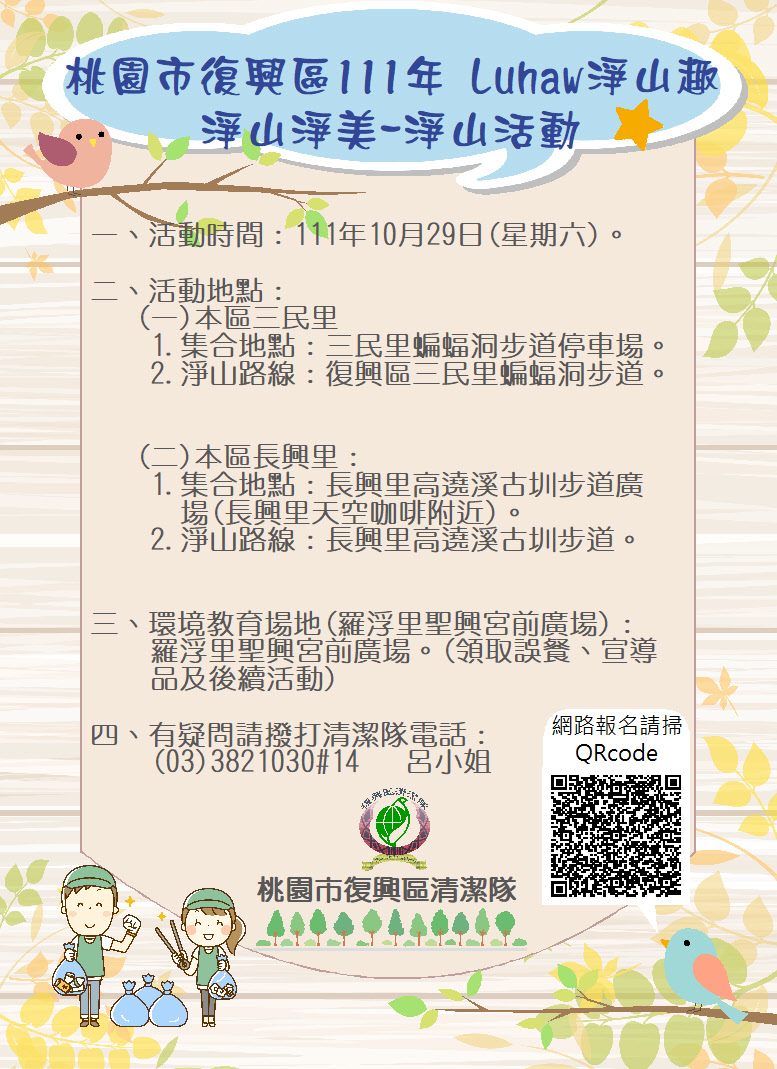 桃園市復興區111年 Luhaw淨山趣
淨山淨美-淨山活動
一、活動時間：111年10月29日(星期六)。
二、活動地點：
(一)本區三民里
1.集合地點：三民里蝙蝠洞步道停車場。
2.淨山路線：復興區三民里蝙蝠洞步道。
(二)本區長興里：
1.集合地點：長興里高遶溪古圳步道廣
場(長興里天空咖啡附近)。
2.淨山路線：長興里高遶溪古圳步道。
三、環境教育場地(羅浮里聖興宮前廣場)：
羅浮里聖興宮前廣場。(領取誤餐、宣導
品及後續活動)
四、有疑問請撥打清潔隊電話：
(03)3821030#14 呂小姐
網路報名請掃
QRcode
復興區清潔隊
桃園市復興區清潔隊